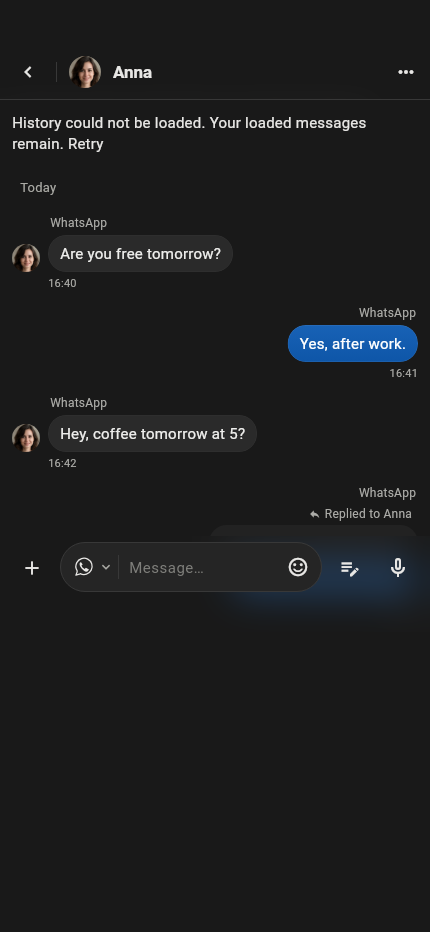 Anna
History could not be loaded. Your loaded messages
remain. Retry
Today
WhatsApp
Are you free tomorrow?
16:40
WhatsApp
Yes, after work.
16:41
WhatsApp
Hey, coffee tomorrow at 5?
16:42
WhatsApp
Replied to Anna
Message…